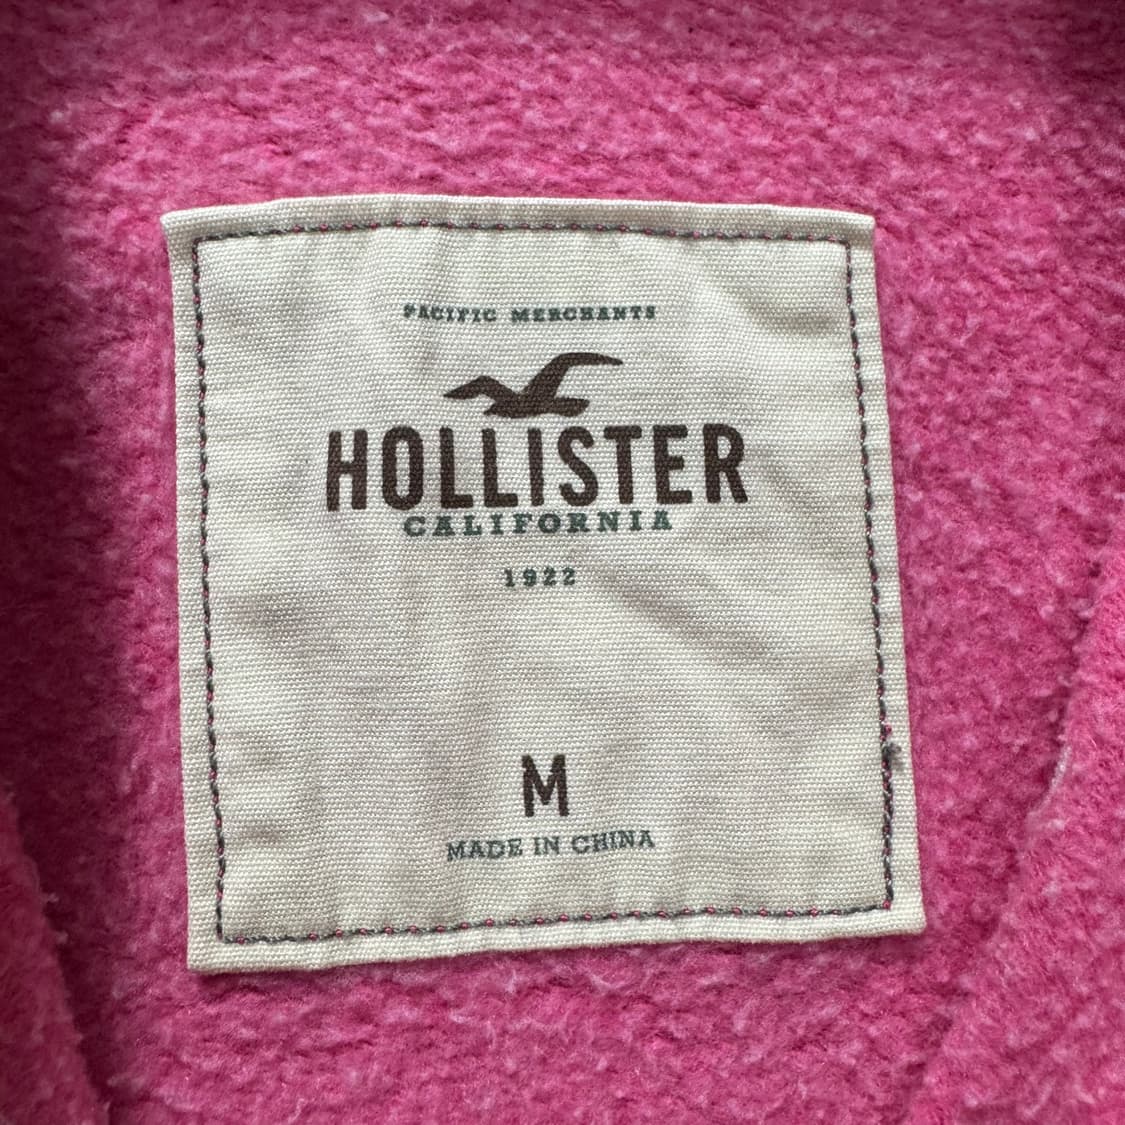 PACIFIC MERCHANTS
HOLLISTER
CALIFORNIA
1922
M
MADE IN CHINA